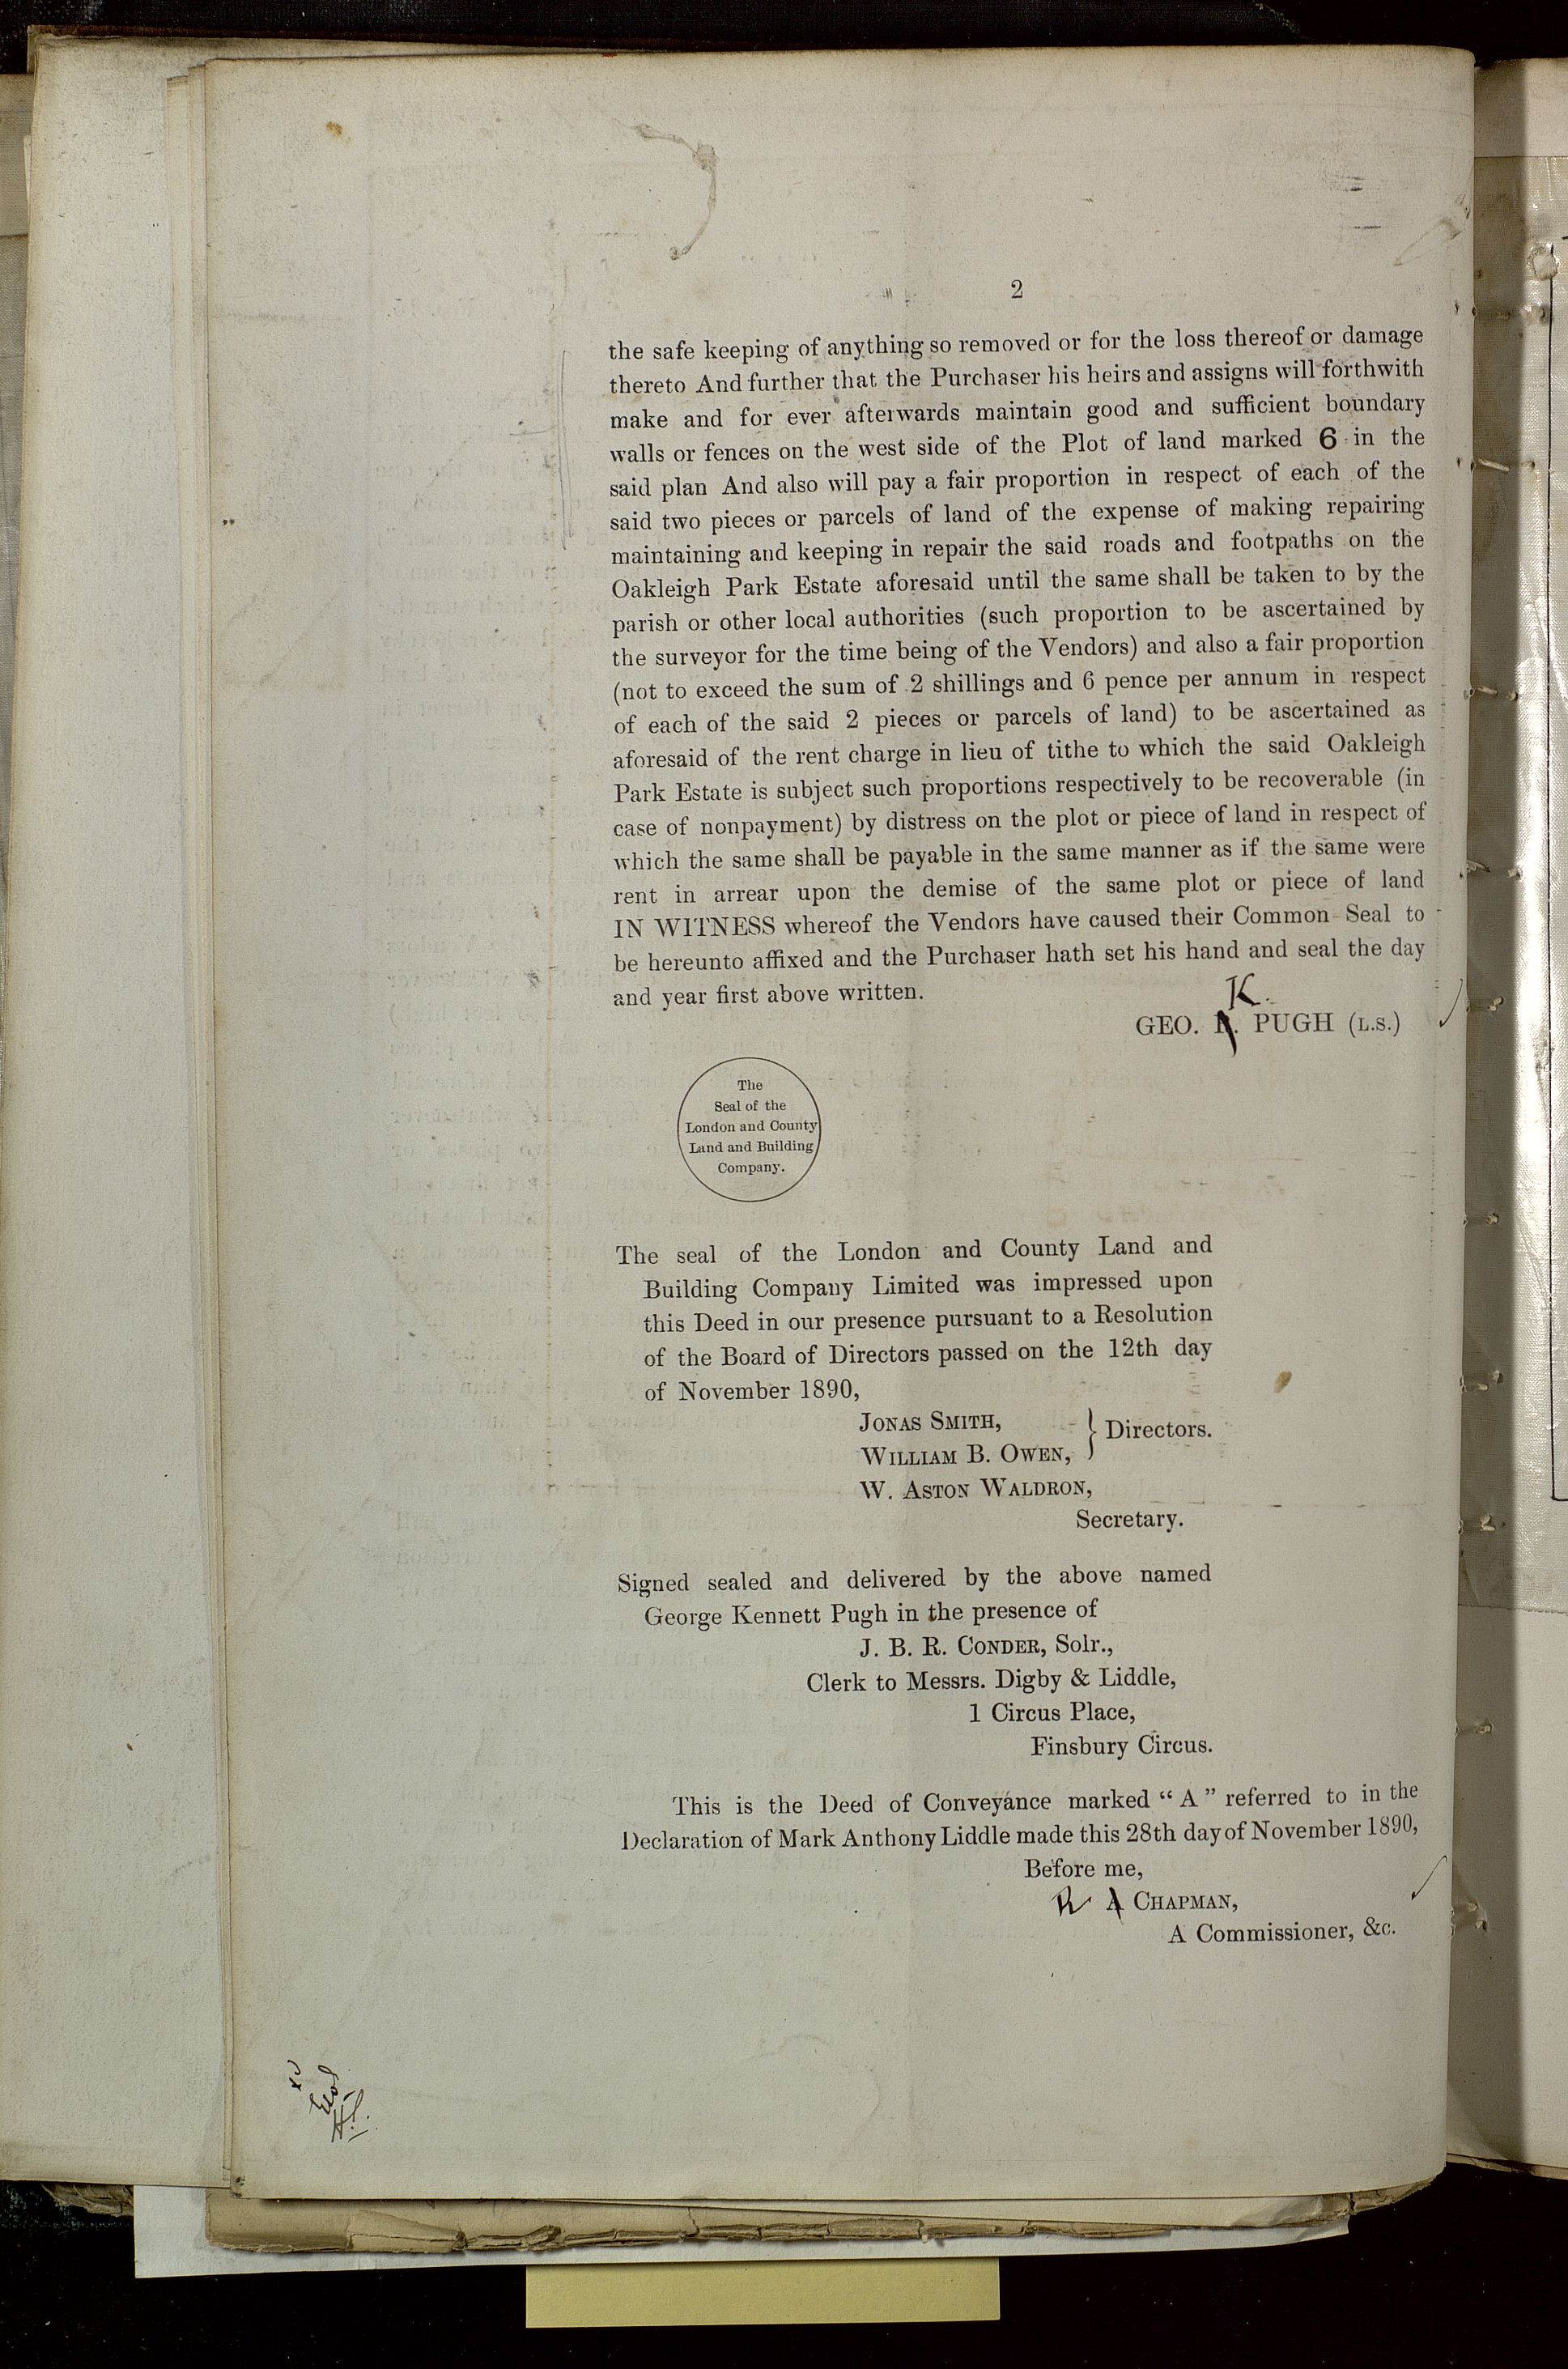 2
the safe keeping of anything so removed or for the loss thereof or damage
thereto And further that the Purchaser his heirs and assigns will forthwith
make and for ever afterwards maintain good and sufficient boundary
walls or fences on the west side of the Plot of land marked 6 in the
said plan And also will pay a fair proportion in respect of each of the
said two pieces or parcels of land of the expense of making repairing
maintaining and keeping in repair the said roads and footpaths on the
Oakleigh Park Estate aforesaid until the same shall be taken to by the
parish or other local authorities (such proportion to be ascertained by
the surveyor for the time being of the Vendors) and also a fair proportion
(not to exceed the sum of 2 shillings and 6 pence per annum in respect
of each of the said 2 pieces or parcels of land) to be ascertained as
aforesaid of the rent charge in lieu of tithe to which the said Oakleigh
Park Estate is subject such proportions respectively to be recoverable (in
case of nonpayment) by distress on the plot or piece of land in respect of
which the same shall be payable in the same manner as if the same were
rent in arrear upon the demise of the same plot or piece of land
IN WITNESS whereof the Vendors have caused their Common Seal to
be hereunto affixed and the Purchaser hath set his hand and seal the day
and year first above written.
K.
GEO. PUGH (L.S.)
The
Seal of the
London and County
Land and Building
Company.
The seal of the London and County Land and
Building Company Limited was impressed upon
this Deed in our presence pursuant to a Resolution
of the Board of Directors passed on the 12th day
of November 1890,
JONAS SMITH,
WILLIAM B. OWEN, } Directors.
W. ASTON WALDRON,
Secretary.
Signed sealed and delivered by the above named
George Kennett Pugh in the presence of
J. B. R. CONDER, Solr.,
Clerk to Messrs. Digby & Liddle,
1 Circus Place,
Finsbury Circus.
This is the Deed of Conveyance marked “ A ” referred to in the
Declaration of Mark Anthony Liddle made this 28th day of November 1890,
Before me,
R A CHAPMAN,
A Commissioner, &c.